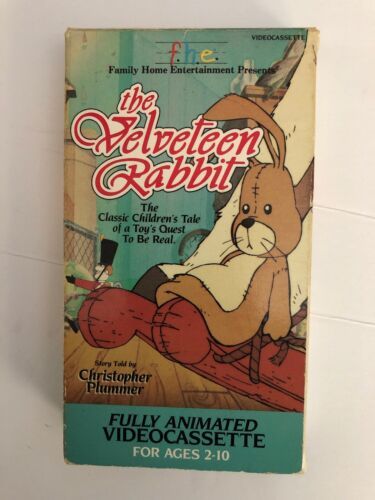 VIDEOCASSETTE
f.h.e.
Family Home Entertainment Presents
the
Velveteen
Rabbit
The
Classic Children's Tale
of a Toy's Quest
To Be Real.
Story Told by
Christopher
Plummer
FULLY ANIMATED
VIDEOCASSETTE
FOR AGES 2-10